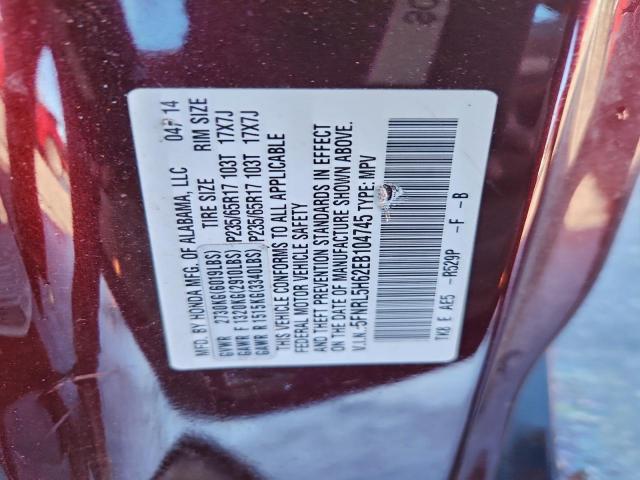 MFD. BY HONDA MFG. OF ALABAMA, LLC 04/14
GVWR 2730KG(6019LBS) TIRE SIZE RIM SIZE
GAWR F 1320KG(2910LBS) P235/65R17 103T 17X7J
GAWR R 1515KG(3340LBS) P235/65R17 103T 17X7J
THIS VEHICLE CONFORMS TO ALL APPLICABLE
FEDERAL MOTOR VEHICLE SAFETY
AND THEFT PREVENTION STANDARDS IN EFFECT
ON THE DATE OF MANUFACTURE SHOWN ABOVE.
V.I.N.:5FNRL5H62EB104745 TYPE: MPV
TK8 E AE5 -R529P -F -B